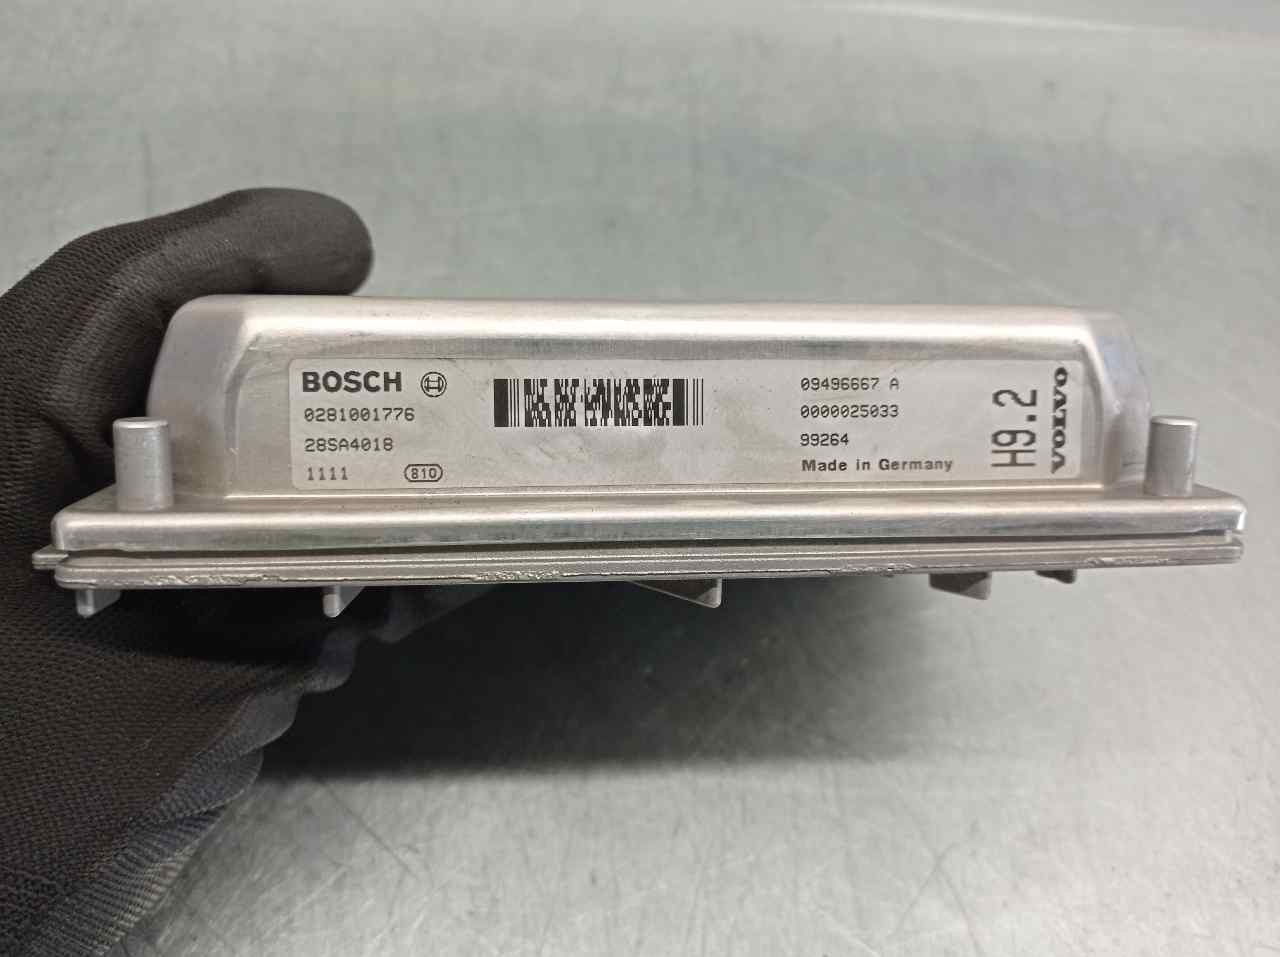 BOSCH
0281001776
28SA4018
1111 810
09496667 A
0000025033
99264
Made in Germany
H9.2
VOLVO